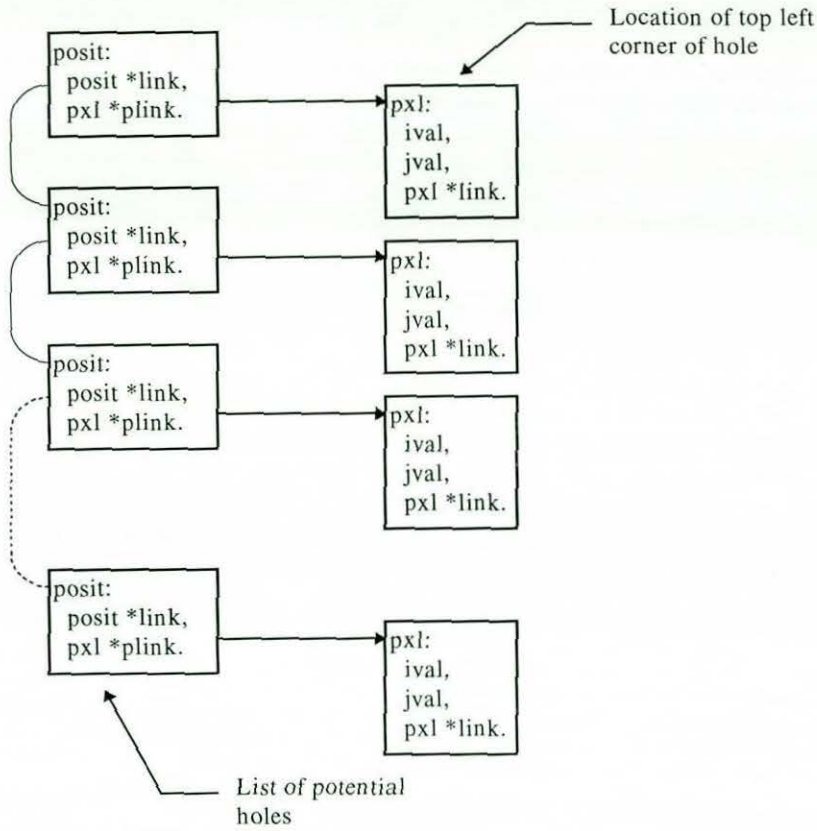 Location of top left
corner of hole
posit:
posit *link,
pxl *plink.
pxl:
ival,
jval,
pxl *link.
posit:
posit *link,
pxl *plink.
pxl:
ival,
jval,
pxl *link.
posit:
posit *link,
pxl *plink.
pxl:
ival,
jval,
pxl *link.
posit:
posit *link,
pxl *plink.
pxl:
ival,
jval,
pxl *link.
List of potential
holes